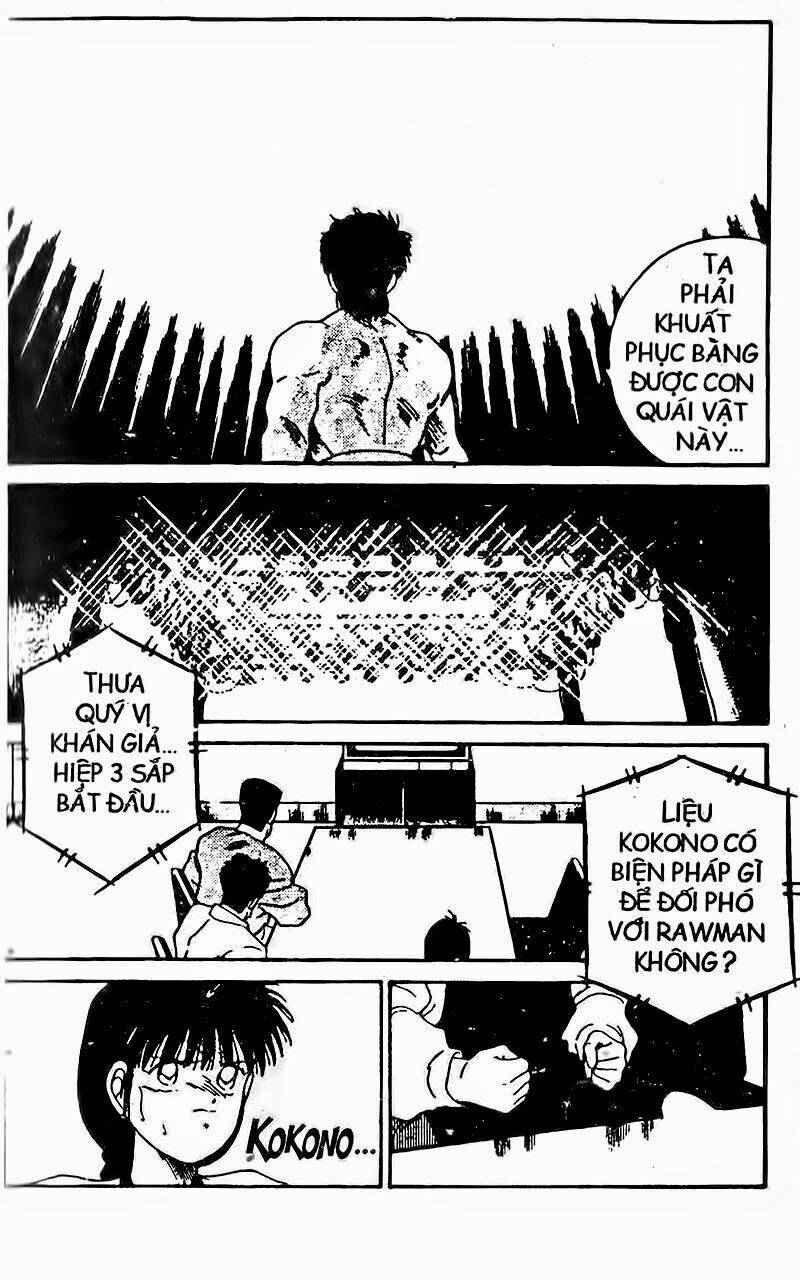 TA
PHẢI
KHUẤT
PHỤC BẰNG
ĐƯỢC CON
QUÁI VẬT
NÀY...
THƯA
QUÝ VỊ
KHÁN GIẢ...
HIỆP 3 SẮP
BẮT ĐẦU...
LIỆU
KOKONO CÓ
BIỆN PHÁP GÌ
ĐỂ ĐỐI PHÓ
VỚI RAWMAN
KHÔNG?
KOKONO...